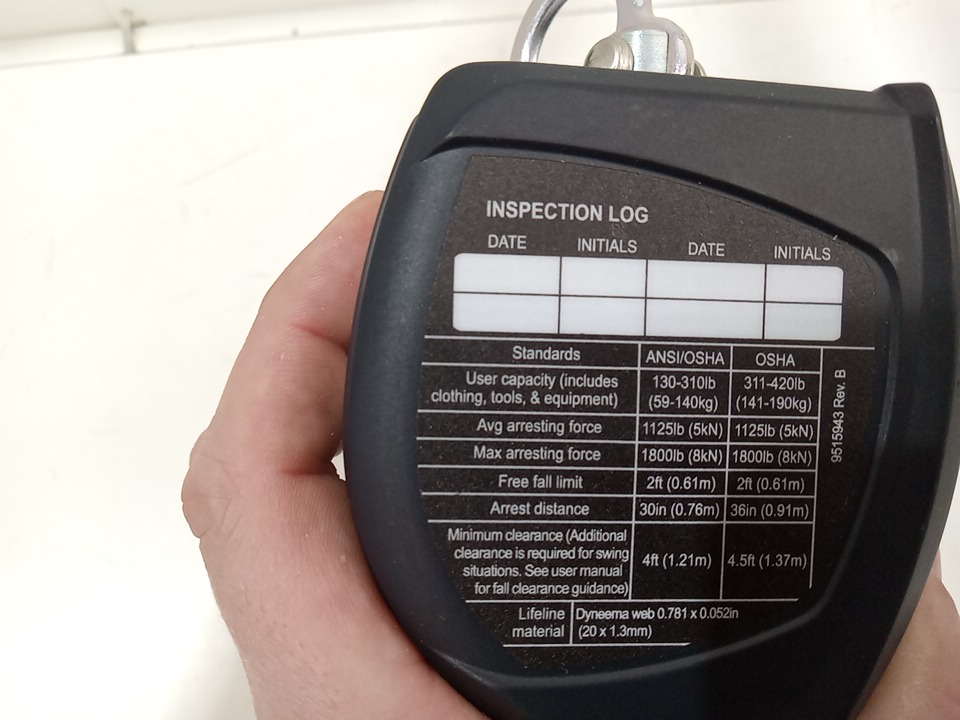 INSPECTION LOG
DATE INITIALS DATE INITIALS
Standards ANSI/OSHA OSHA
User capacity (includes clothing, tools, & equipment) 130-310lb (59-140kg) 311-420lb (141-190kg)
Avg arresting force 1125lb (5kN) 1125lb (5kN)
Max arresting force 1800lb (8kN) 1800lb (8kN)
Free fall limit 2ft (0.61m) 2ft (0.61m)
Arrest distance 30in (0.76m) 36in (0.91m)
Minimum clearance (Additional
clearance is required for swing
situations. See user manual
for fall clearance guidance) 4ft (1.21m) 4.5ft (1.37m)
Lifeline material Dyneema web 0.781 x 0.052in
(20 x 1.3mm)
9515943 Rev. B